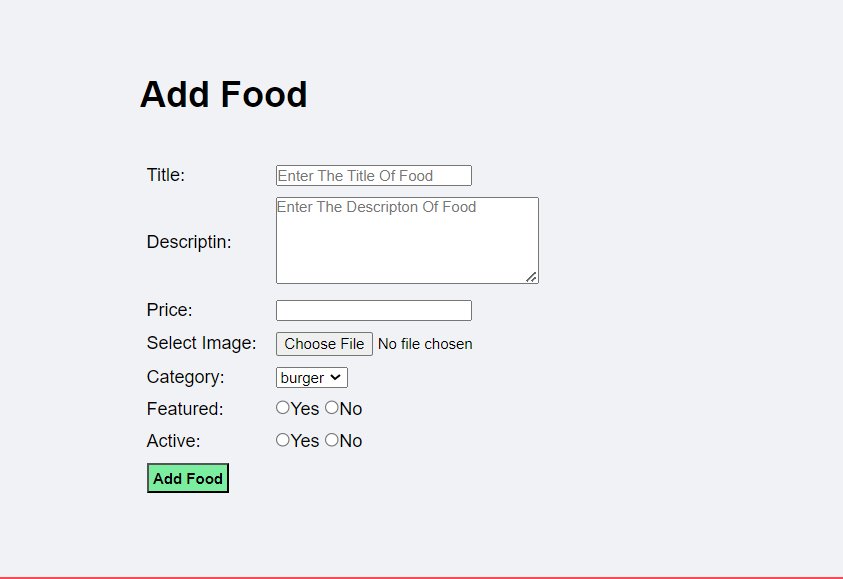 Add Food
Title: Enter The Title Of Food
Descriptin: Enter The Descripton Of Food
Price:
Select Image: Choose File No file chosen
Category: burger
Featured: Yes No
Active: Yes No
Add Food